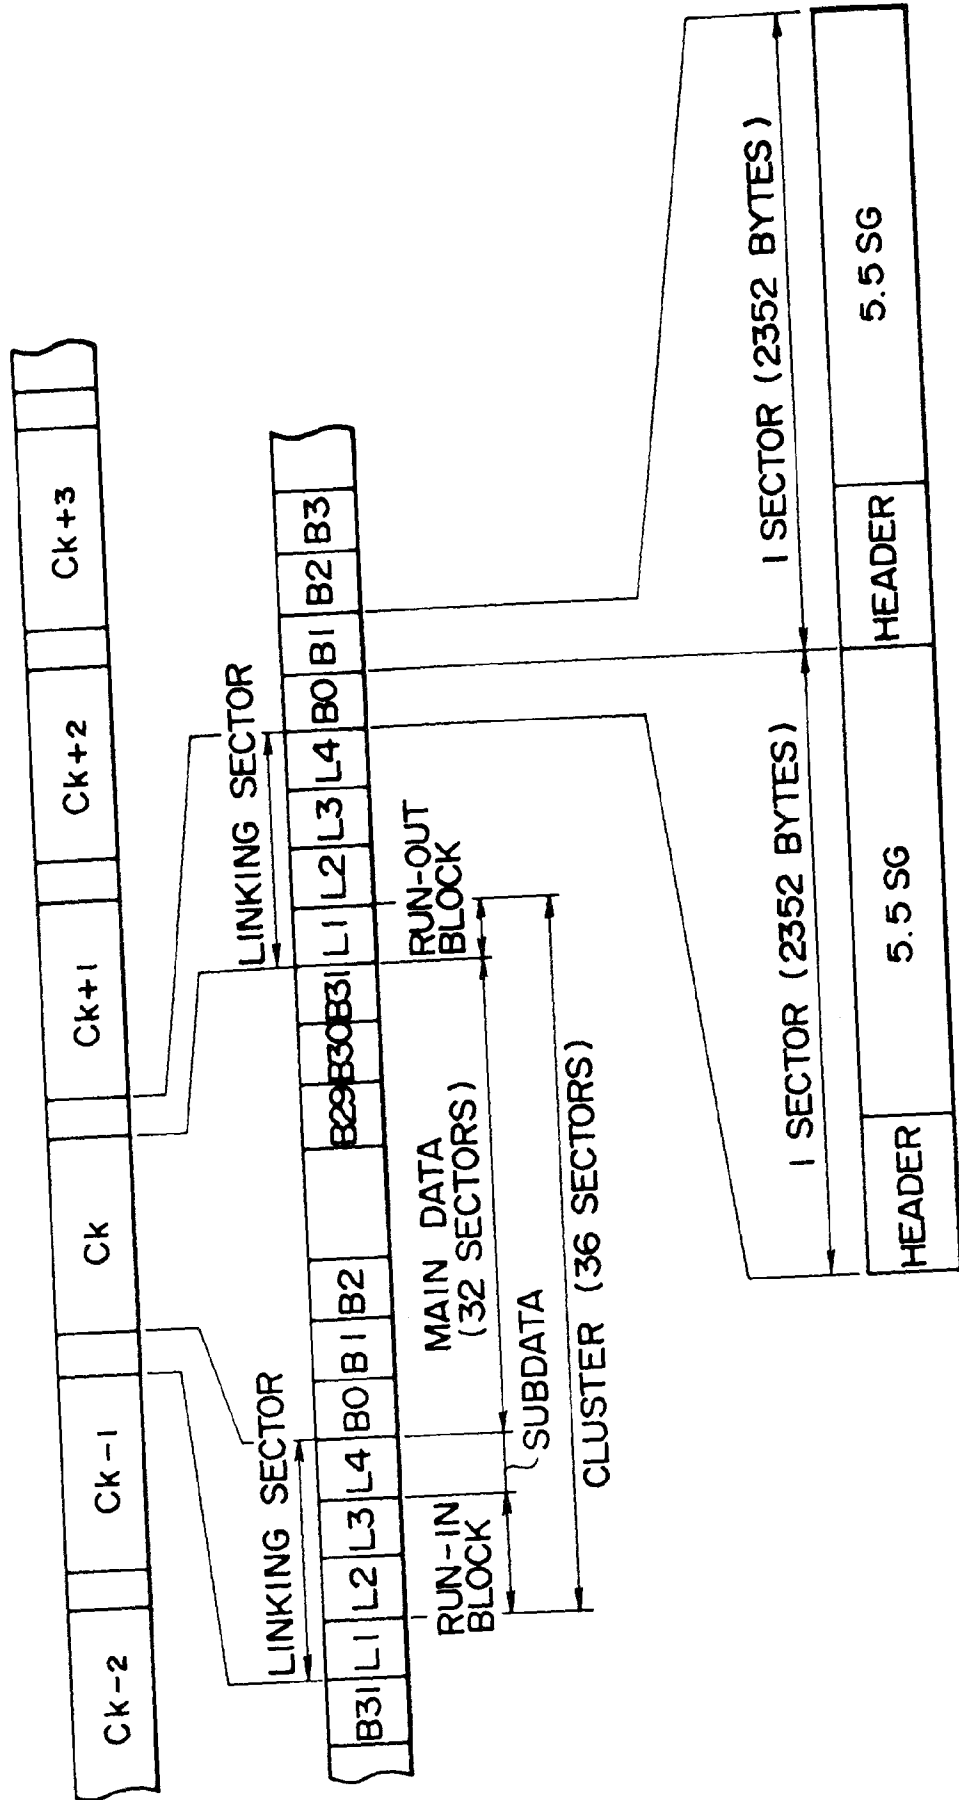 Ck-2
Ck-1
Ck
Ck+1
Ck+2
Ck+3
LINKING SECTOR
LINKING SECTOR
B31 L1 L2 L3 L4 B0 B1 B2
B29 B30 B31 L1 L2 L3 L4 B0 B1 B2 B3
RUN-IN
BLOCK
SUBDATA
MAIN DATA
(32 SECTORS)
RUN-OUT
BLOCK
CLUSTER (36 SECTORS)
1 SECTOR (2352 BYTES)
1 SECTOR (2352 BYTES)
HEADER
5.5 SG
HEADER
5.5 SG